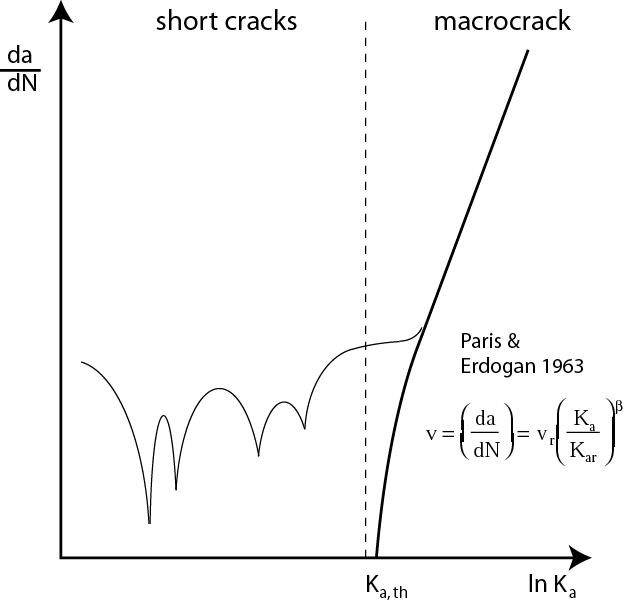 short cracks
macrocrack
da
dN
Paris &
Erdogan 1963
v = (da/dN) = v_r (K_a/K_ar)^β
K_a,th
ln K_a